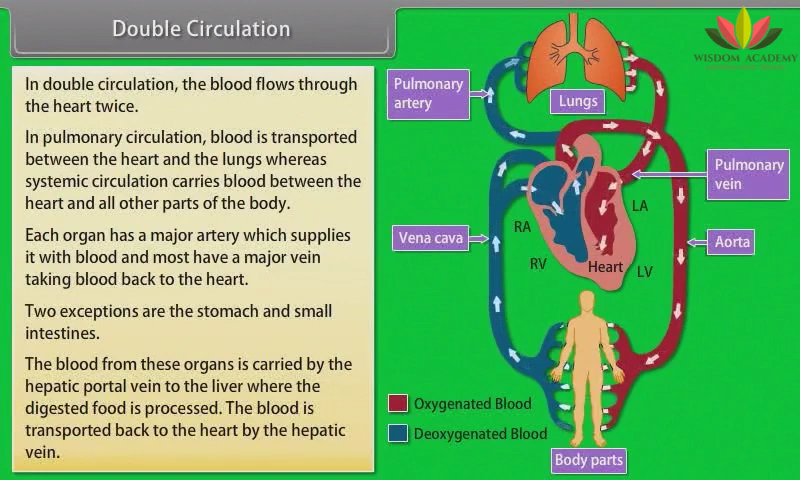 Double Circulation
WISDOM ACADEMY
In double circulation, the blood flows through
the heart twice.
In pulmonary circulation, blood is transported
between the heart and the lungs whereas
systemic circulation carries blood between the
heart and all other parts of the body.
Each organ has a major artery which supplies
it with blood and most have a major vein
taking blood back to the heart.
Two exceptions are the stomach and small
intestines.
The blood from these organs is carried by the
hepatic portal vein to the liver where the
digested food is processed. The blood is
transported back to the heart by the hepatic
vein.
Pulmonary
artery
Lungs
Pulmonary
vein
LA
RA
Vena cava
Aorta
RV
Heart
LV
Oxygenated Blood
Deoxygenated Blood
Body parts